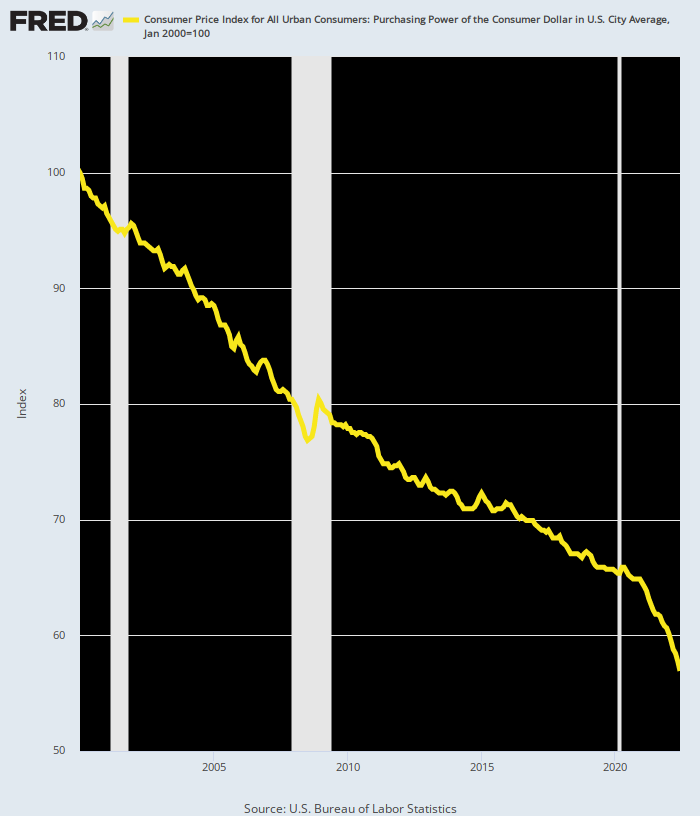 FRED
Consumer Price Index for All Urban Consumers: Purchasing Power of the Consumer Dollar in U.S. City Average,
Jan 2000=100
110
100
90
80
70
60
50
Index
2005 2010 2015 2020
Source: U.S. Bureau of Labor Statistics